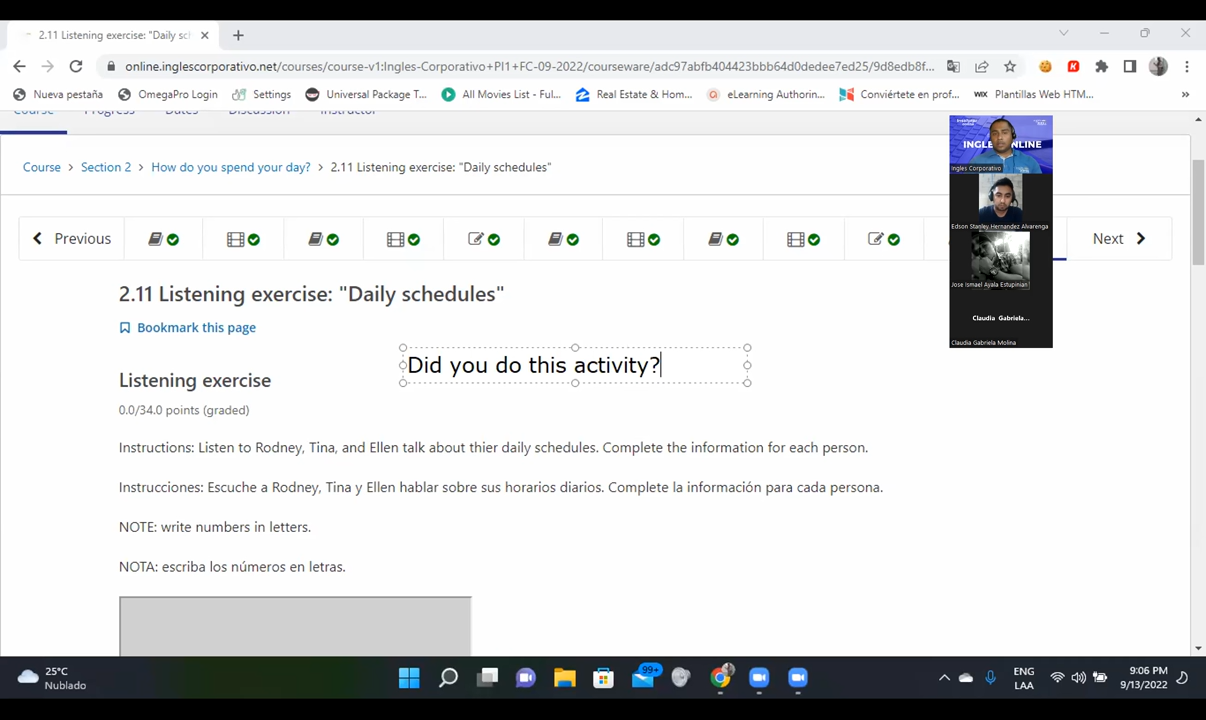 2.11 Listening exercise: "Daily sch
online.inglescorporativo.net/courses/course-v1:Ingles-Corporativo+PI1+FC-09-2022/courseware/adc97abfb404423bbb64d0dedee7ed25/9d8edb8f...
Nueva pestaña
OmegaPro Login
Settings
Universal Package T...
All Movies List - Ful...
Real Estate & Hom...
eLearning Authorin...
Conviértete en prof...
WIX Plantillas Web HTM...
»
Course Progress Dates Discussion Instructor
Course > Section 2 > How do you spend your day? > 2.11 Listening exercise: "Daily schedules"
Previous
Next
INGL NLINE
Ingles Corporativo
Edson Stanley Hernandez Alvarenga
Jose Ismael Ayala Estupinian
Claudia Gabriela...
Claudia Gabriela Molina
2.11 Listening exercise: "Daily schedules"
Bookmark this page
Did you do this activity?
Listening exercise
0.0/34.0 points (graded)
Instructions: Listen to Rodney, Tina, and Ellen talk about thier daily schedules. Complete the information for each person.
Instrucciones: Escuche a Rodney, Tina y Ellen hablar sobre sus horarios diarios. Complete la información para cada persona.
NOTE: write numbers in letters.
NOTA: escriba los números en letras.
25°C
Nublado
99+
ENG
LAA
9:06 PM
9/13/2022